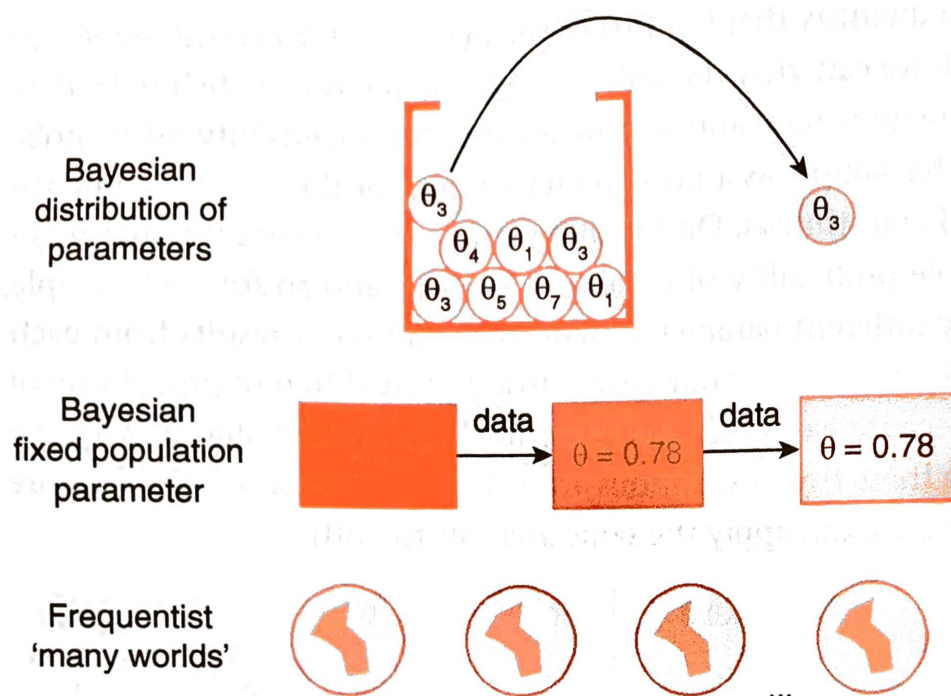 Bayesian
distribution of
parameters
θ₃
θ₃
θ₄ θ₁ θ₃
θ₃ θ₅ θ₇ θ₁
Bayesian
fixed population
parameter
data
θ = 0.78
data
θ = 0.78
Frequentist
'many worlds'
...